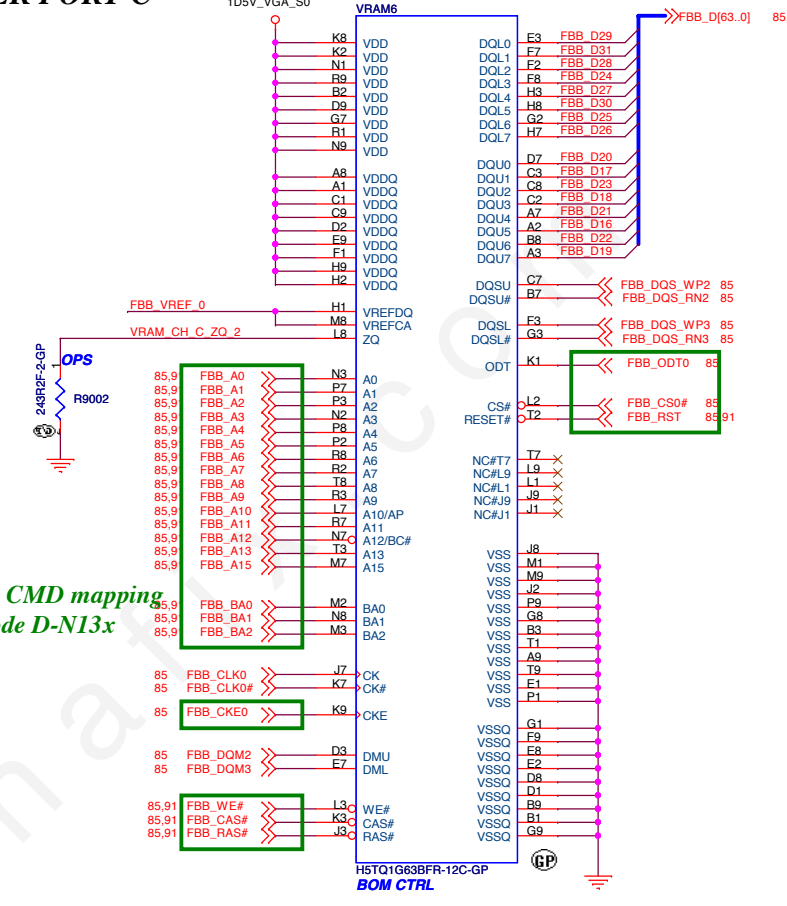 1D5V_VGA_S0
VRAM6
FBB_D[63..0] 85
K8 VDD DQL0 E3 FBB_D29
K2 VDD DQL1 F7 FBB_D31
N1 VDD DQL2 F2 FBB_D28
R9 VDD DQL3 F8 FBB_D24
B2 VDD DQL4 H3 FBB_D27
D9 VDD DQL5 H8 FBB_D30
G7 VDD DQL6 G2 FBB_D25
R1 VDD DQL7 H7 FBB_D26
N9 VDD
A8 VDDQ DQU0 D7 FBB_D20
A1 VDDQ DQU1 C3 FBB_D17
C1 VDDQ DQU2 C8 FBB_D23
C9 VDDQ DQU3 C2 FBB_D18
D2 VDDQ DQU4 A7 FBB_D21
E9 VDDQ DQU5 A2 FBB_D16
F1 VDDQ DQU6 B8 FBB_D22
H9 VDDQ DQU7 A3 FBB_D19
H2 VDDQ
DQSU C7 FBB_DQS_WP2 85
DQSU# B7 FBB_DQS_RN2 85
FBB_VREF_0 H1 VREFDQ
M8 VREFCA DQSL F3 FBB_DQS_WP3 85
VRAM_CH_C_ZQ_2 L8 ZQ DQSL# G3 FBB_DQS_RN3 85
243R2F-2-GP 1 OPS
R9002
ODT K1 FBB_ODT0 85
CS# L2 FBB_CS0# 85
RESET# T2 FBB_RST 85,91
85,9 FBB_A0 N3 A0
85,9 FBB_A1 P7 A1
85,9 FBB_A2 P3 A2
85,9 FBB_A3 N2 A3
85,9 FBB_A4 P8 A4
85,9 FBB_A5 P2 A5
85,9 FBB_A6 R8 A6 NC#T7 T7
85,9 FBB_A7 R2 A7 NC#L9 L9
85,9 FBB_A8 T8 A8 NC#L1 L1
85,9 FBB_A9 R3 A9 NC#J9 J9
85,9 FBB_A10 L7 A10/AP NC#J1 J1
85,9 FBB_A11 R7 A11
85,9 FBB_A12 N7 A12/BC#
85,9 FBB_A13 T3 A13 VSS J8
85,9 FBB_A15 M7 A15 VSS M1
VSS M9
VSS J2
CMD mapping
de D-N13x
85,9 FBB_BA0 M2 BA0 VSS P9
85,9 FBB_BA1 N8 BA1 VSS G8
85,9 FBB_BA2 M3 BA2 VSS B3
VSS T1
VSS A9
85 FBB_CLK0 J7 CK VSS T9
85 FBB_CLK0# K7 CK# VSS E1
VSS P1
85 FBB_CKE0 K9 CKE
VSSQ G1
VSSQ F9
85 FBB_DQM2 D3 DMU VSSQ E8
85 FBB_DQM3 E7 DML VSSQ E2
VSSQ D8
VSSQ D1
85,91 FBB_WE# L3 WE# VSSQ B9
85,91 FBB_CAS# K3 CAS# VSSQ B1
85,91 FBB_RAS# J3 RAS# VSSQ G9
GP
H5TQ1G63BFR-12C-GP
BOM CTRL